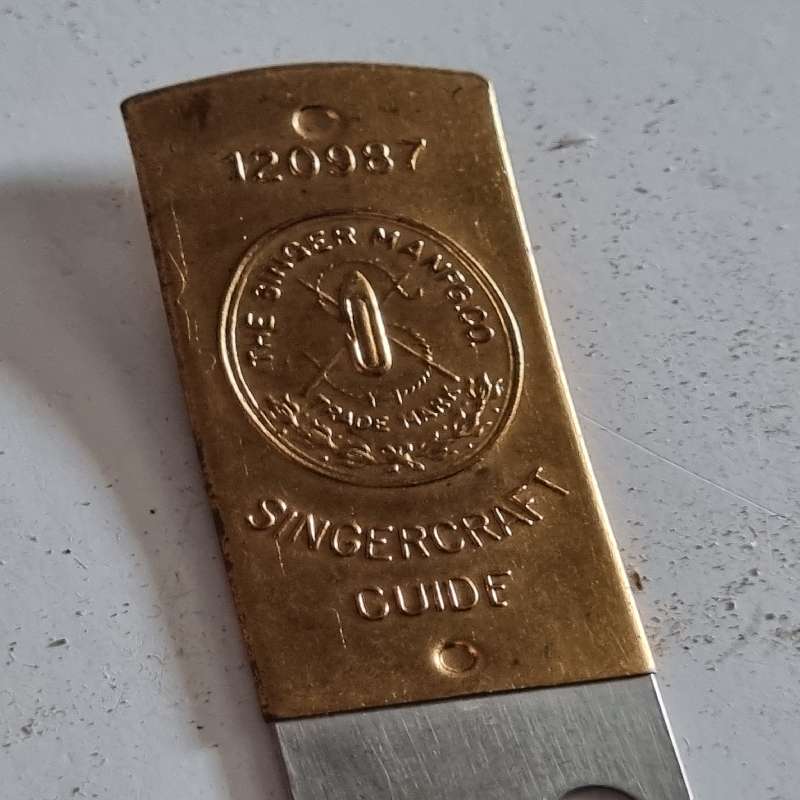 120987
THE SINGER MANFG. CO.
TRADE MARK
SINGERCRAFT
GUIDE